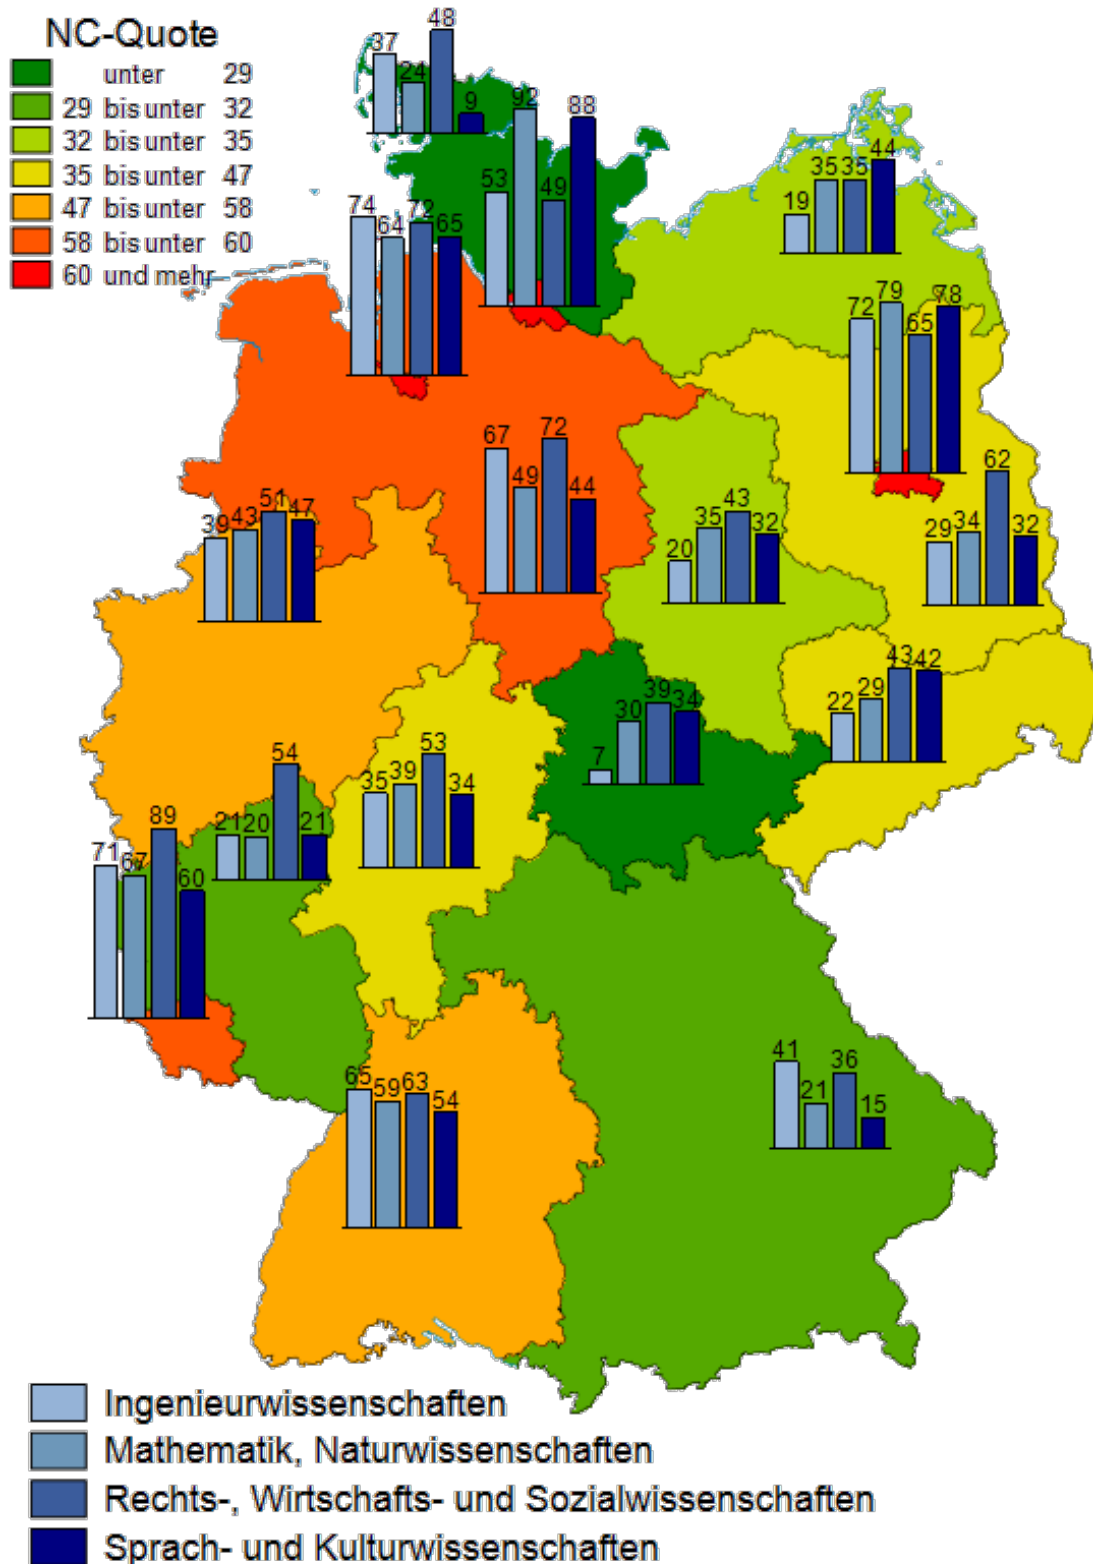 NC-Quote
unter 29
29 bis unter 32
32 bis unter 35
35 bis unter 47
47 bis unter 58
58 bis unter 60
60 und mehr
37 24 48 9
53 92 49 88
19 35 35 44
74 64 72 65
72 79 65 78
67 49 72 44
39 43 51 47
20 35 43 32
29 34 62 32
22 29 43 42
7 30 39 34
35 39 53 34
21 20 54 21
71 67 89 60
41 21 36 15
65 59 63 54
Ingenieurwissenschaften
Mathematik, Naturwissenschaften
Rechts-, Wirtschafts- und Sozialwissenschaften
Sprach- und Kulturwissenschaften